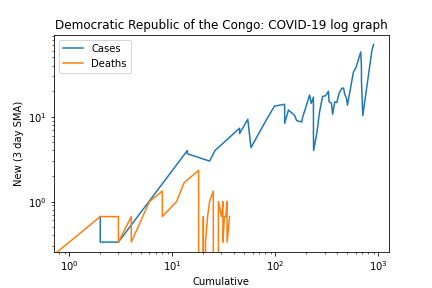 Democratic Republic of the Congo: COVID-19 log graph
Cases
Deaths
New (3 day SMA)
10¹
10⁰
10⁰ 10¹ 10² 10³
Cumulative